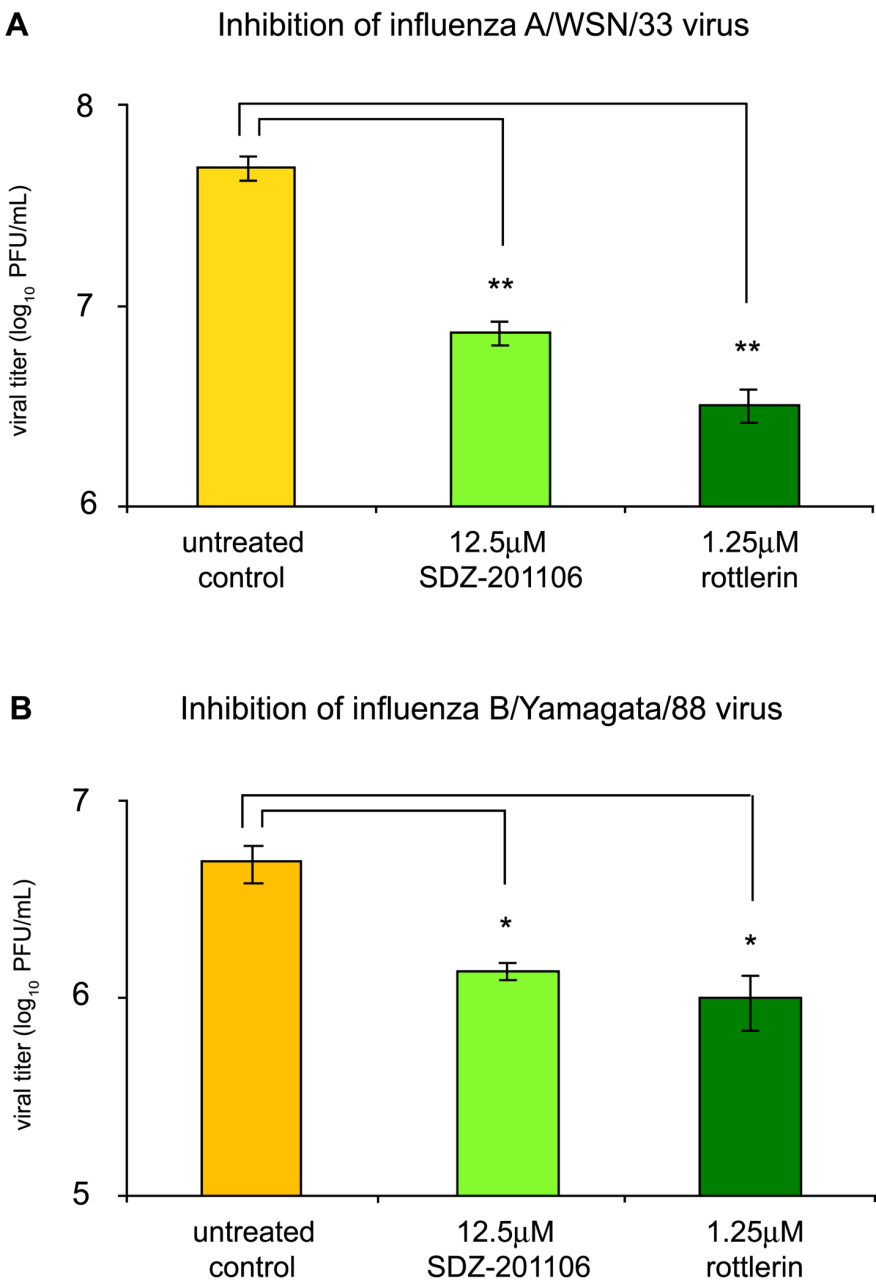 A
Inhibition of influenza A/WSN/33 virus
viral titer (log₁₀ PFU/mL)
8
7
6
**
**
untreated control
12.5μM SDZ-201106
1.25μM rottlerin
B
Inhibition of influenza B/Yamagata/88 virus
viral titer (log₁₀ PFU/mL)
7
6
5
*
*
untreated control
12.5μM SDZ-201106
1.25μM rottlerin